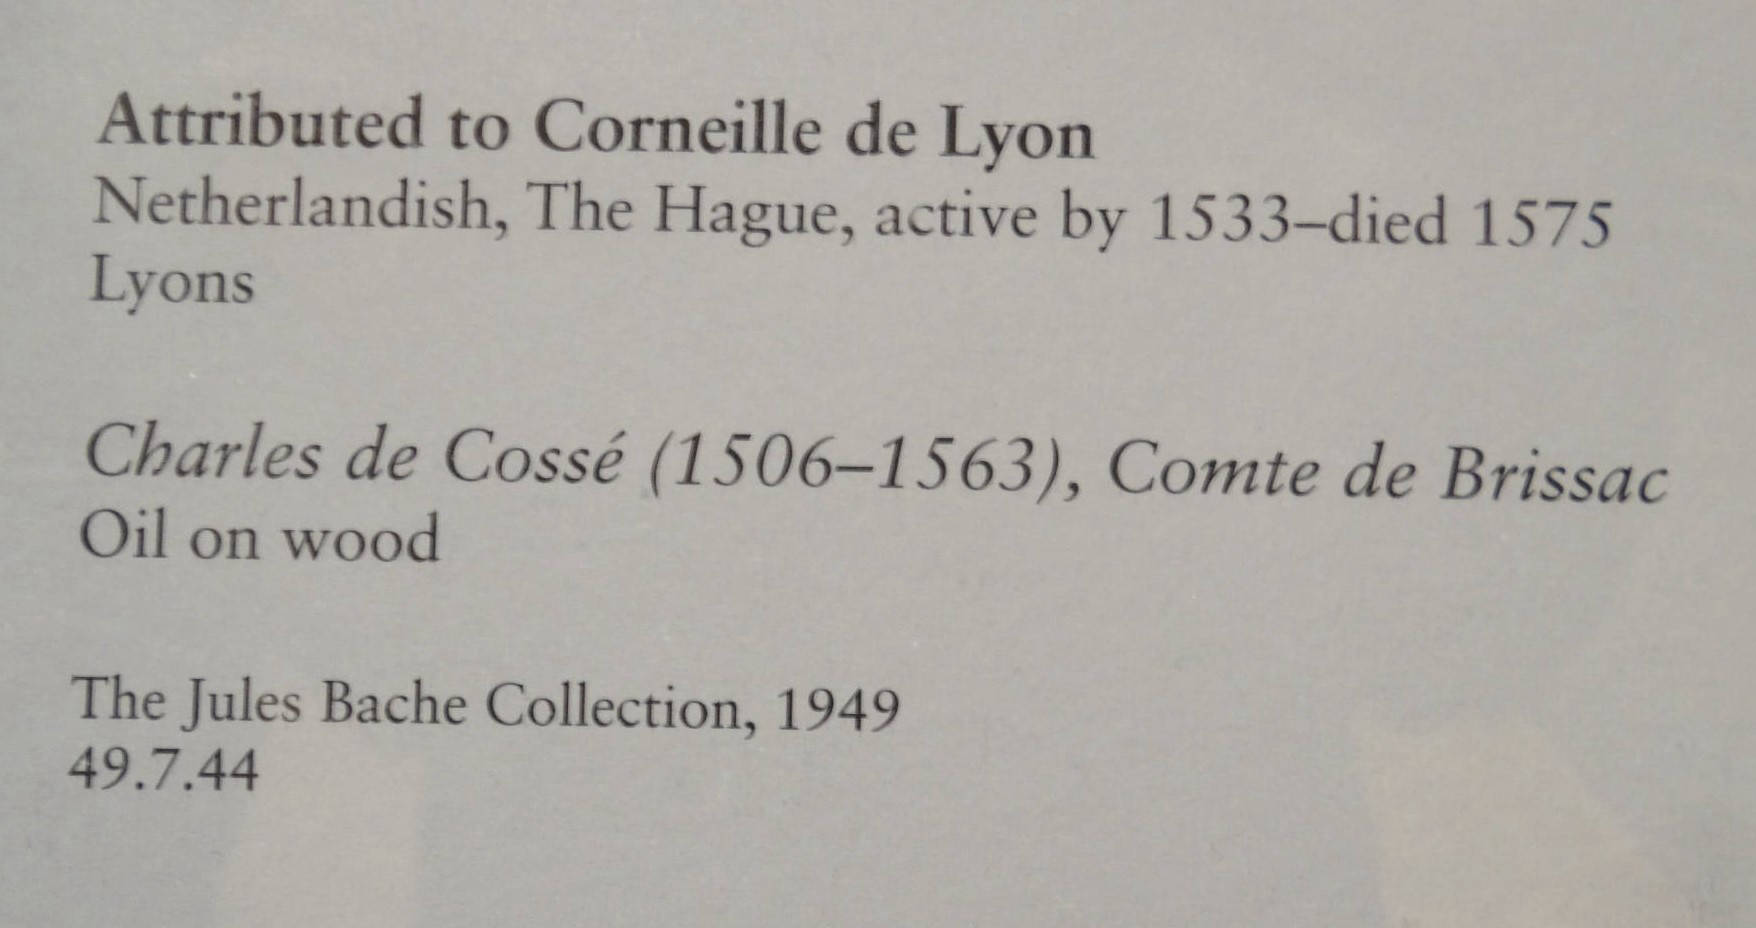 Attributed to Corneille de Lyon
Netherlandish, The Hague, active by 1533–died 1575
Lyons
Charles de Cossé (1506–1563), Comte de Brissac
Oil on wood
The Jules Bache Collection, 1949
49.7.44